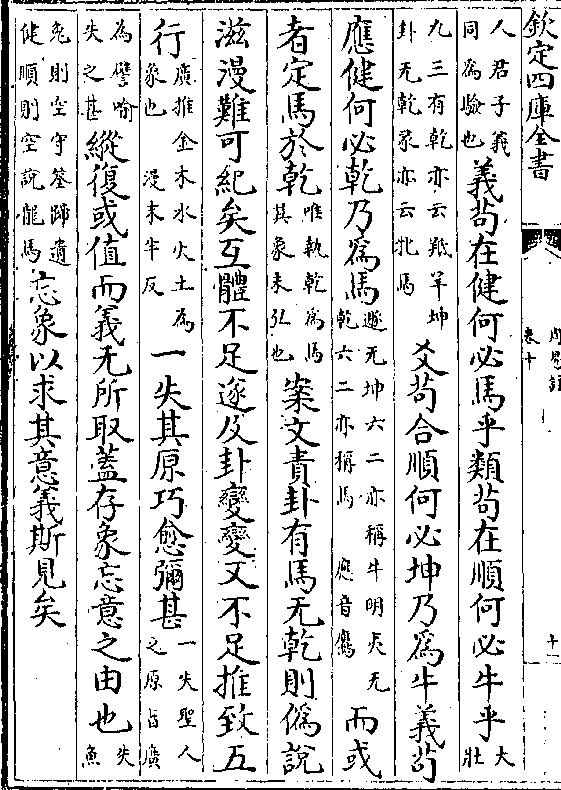 欽定四庫全書
周易註
卷十
十一
人君子義
同爲驗也
義苟在健何必馬乎類苟在順何必牛乎
大
壯
九三有乾亦云羝羊坤
卦无乾彖亦云牝馬
爻苟合順何必坤乃爲牛義苟
應健何必乾乃爲馬
遯无坤六二亦稱牛明夷无
乾六二亦稱馬 應音鷹
而或
者定馬於乾
唯執乾爲馬
其象未弘也
案文責卦有馬无乾則僞說
滋漫難可紀矣互體不足遂及卦變變又不足推致五
行
廣推金木水火土爲
象也 漫末半反
一失其原巧愈彌甚
一失聖人
之原旨廣
為譬喻
失之甚
縱復或值而義无所取蓋存象忘意之由也
失
魚
兔則空守筌蹄遺
健順則空說龍馬
忘象以求其意義斯見矣